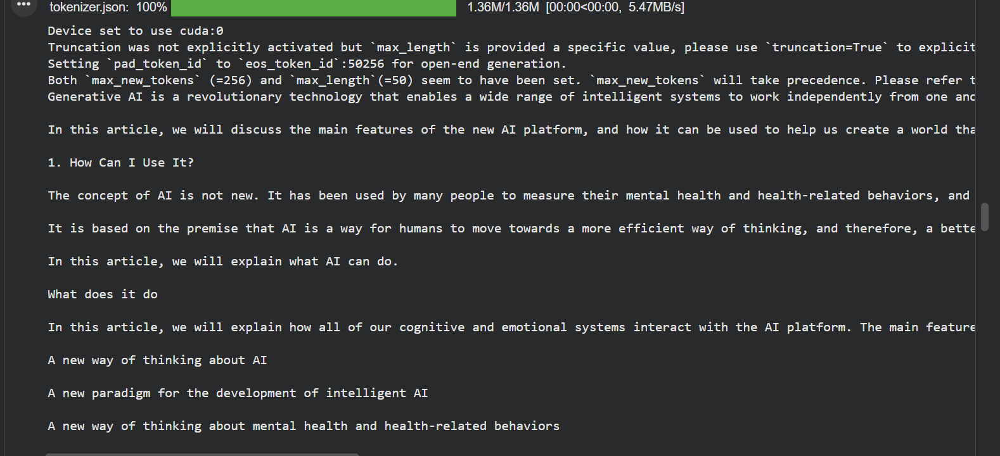 tokenizer.json: 100% 1.36M/1.36M [00:00<00:00, 5.47MB/s]
Device set to use cuda:0
Truncation was not explicitly activated but `max_length` is provided a specific value, please use `truncation=True` to explicit
Setting `pad_token_id` to `eos_token_id`:50256 for open-end generation.
Both `max_new_tokens` (=256) and `max_length`(=50) seem to have been set. `max_new_tokens` will take precedence. Please refer t
Generative AI is a revolutionary technology that enables a wide range of intelligent systems to work independently from one
In this article, we will discuss the main features of the new AI platform, and how it can be used to help us create a world tha
1. How Can I Use It?
The concept of AI is not new. It has been used by many people to measure their mental health and health-related behaviors, and
It is based on the premise that AI is a way for humans to move towards a more efficient way of thinking, and therefore, a bette
In this article, we will explain what AI can do.
What does it do
In this article, we will explain how all of our cognitive and emotional systems interact with the AI platform. The main feature
A new way of thinking about AI
A new paradigm for the development of intelligent AI
A new way of thinking about mental health and health-related behaviors